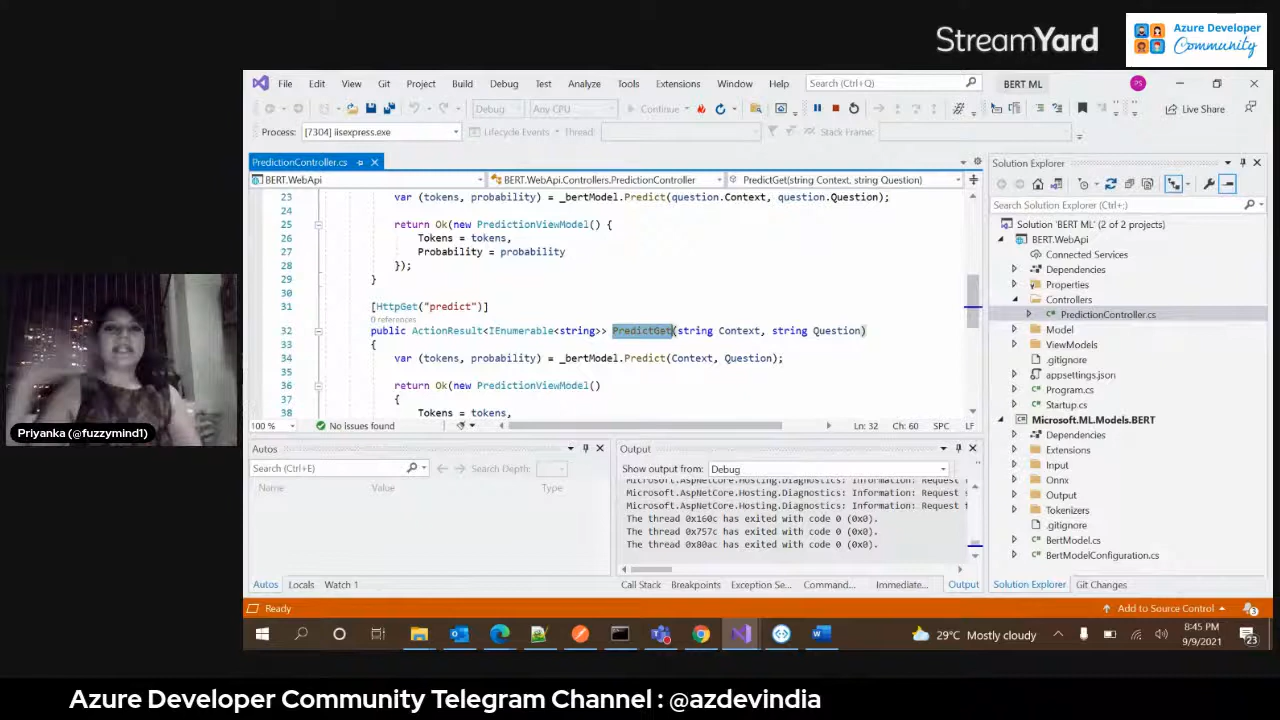 StreamYard
Azure Developer
Community
File Edit View Git Project Build Debug Test Analyze Tools Extensions Window Help Search (Ctrl+Q) BERT ML PS
Debug Any CPU Continue Live Share
Process: [7304] iisexpress.exe Lifecycle Events Thread: Stack Frame:
PredictionController.cs
BERT.WebApi BERT.WebApi.Controllers.PredictionController PredictGet(string Context, string Question)
23 var (tokens, probability) = _bertModel.Predict(question.Context, question.Question);
24
25 return Ok(new PredictionViewModel() {
26 Tokens = tokens,
27 Probability = probability
28 });
29 }
30
31 [HttpGet("predict")]
0 references
32 public ActionResult<IEnumerable<string>> PredictGet(string Context, string Question)
33 {
34 var (tokens, probability) = _bertModel.Predict(Context, Question);
35
36 return Ok(new PredictionViewModel()
37 {
38 Tokens = tokens,
100 % No issues found Ln: 32 Ch: 60 SPC LF
Solution Explorer
Search Solution Explorer (Ctrl+;)
Solution 'BERT ML' (2 of 2 projects)
BERT.WebApi
Connected Services
Dependencies
Properties
Controllers
PredictionController.cs
Model
ViewModels
.gitignore
appsettings.json
Program.cs
Startup.cs
Microsoft.ML.Models.BERT
Dependencies
Extensions
Input
Onnx
Output
Tokenizers
.gitignore
BertModel.cs
BertModelConfiguration.cs
Solution Explorer Git Changes
Autos
Search (Ctrl+E) Search Depth:
Name Value Type
Autos Locals Watch 1
Output
Show output from: Debug
Microsoft.AspNetCore.Hosting.Diagnostics: Information: Request f
Microsoft.AspNetCore.Hosting.Diagnostics: Information: Request s
Microsoft.AspNetCore.Hosting.Diagnostics: Information: Request f
The thread 0x160c has exited with code 0 (0x0).
The thread 0x757c has exited with code 0 (0x0).
The thread 0x80ac has exited with code 0 (0x0).
Call Stack Breakpoints Exception Se... Command... Immediate... Output
Ready Add to Source Control 3
29°C Mostly cloudy 8:45 PM
9/9/2021 23
Priyanka (@fuzzymind1)
Azure Developer Community Telegram Channel : @azdevindia